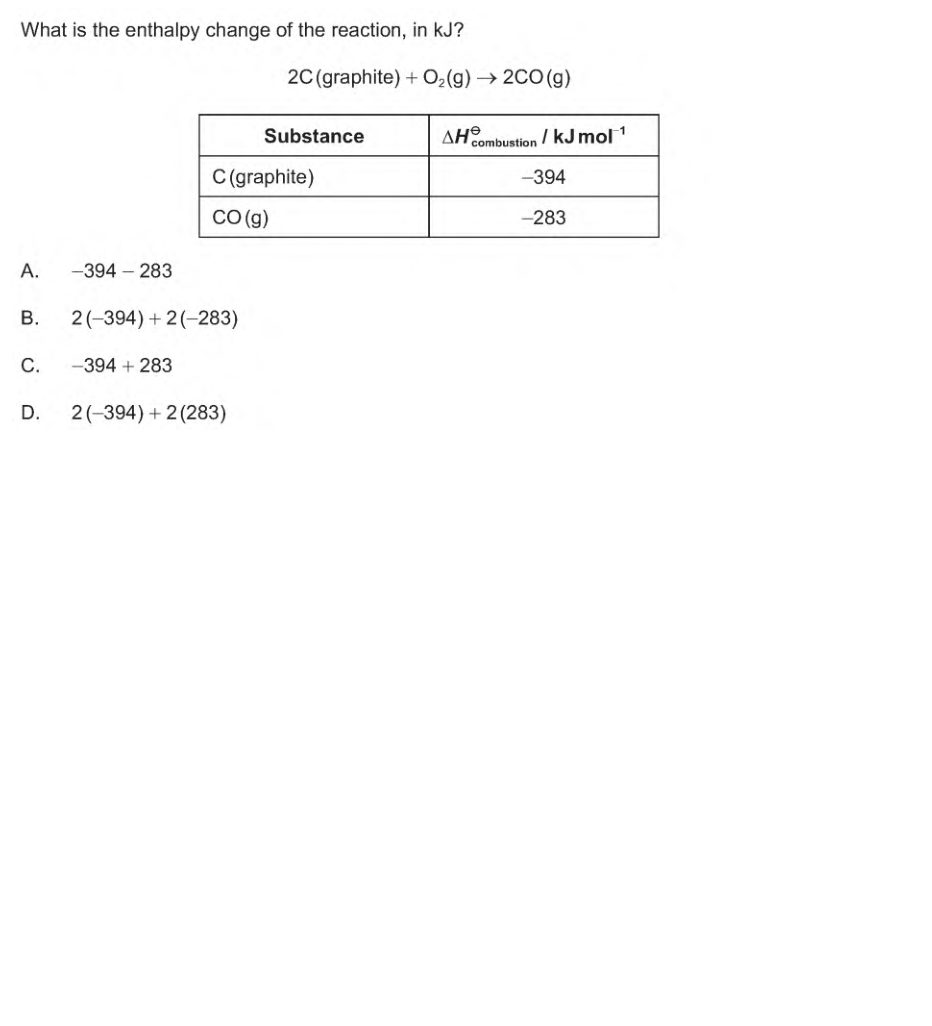 What is the enthalpy change of the reaction, in kJ?
2C (graphite) + O₂(g) → 2CO (g)
Substance ΔH⦵combustion / kJ mol⁻¹
C (graphite) –394
CO (g) –283
A. –394 – 283
B. 2 (–394) + 2 (–283)
C. –394 + 283
D. 2 (–394) + 2 (283)